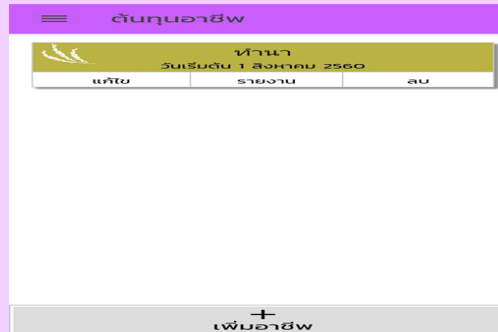 ต้นทุนอาชีพ
ทำนา
วันเริ่มต้น 1 สิงหาคม 2560
แก้ไข รายงาน ลบ
+
เพิ่มอาชีพ